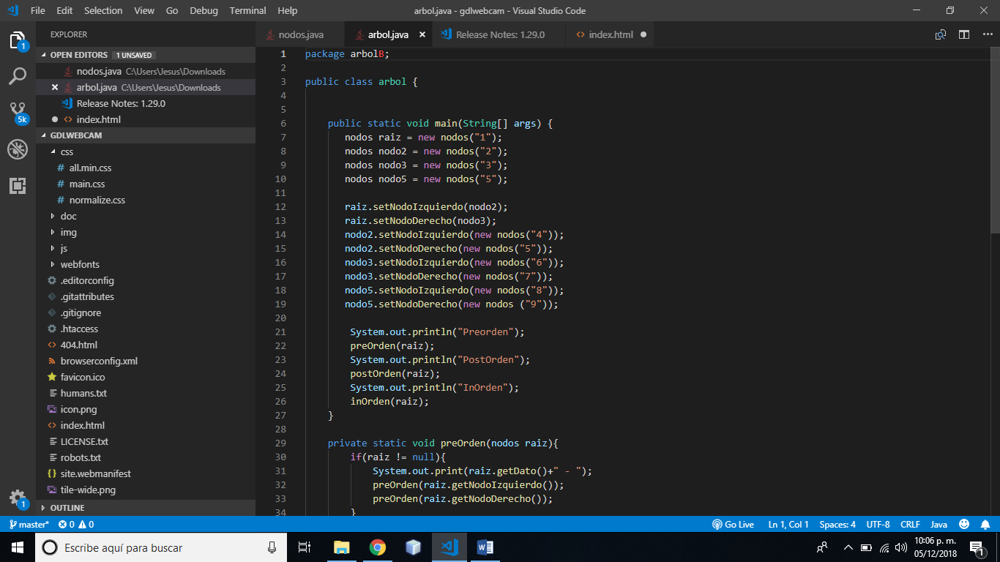 File Edit Selection View Go Debug Terminal Help arbol.java - gdlwebcam - Visual Studio Code
EXPLORER
OPEN EDITORS 1 UNSAVED
nodos.java C:\Users\Jesus\Downloads
arbol.java C:\Users\Jesus\Downloads
Release Notes: 1.29.0
index.html
GDLWEBCAM
css
all.min.css
main.css
normalize.css
doc
img
js
webfonts
.editorconfig
.gitattributes
.gitignore
.htaccess
404.html
browserconfig.xml
favicon.ico
humans.txt
icon.png
index.html
LICENSE.txt
robots.txt
site.webmanifest
tile-wide.png
OUTLINE
1
5k
1
nodos.java arbol.java Release Notes: 1.29.0 index.html
1 package arbolB;
2
3 public class arbol {
4
5
6 public static void main(String[] args) {
7 nodos raiz = new nodos("1");
8 nodos nodo2 = new nodos("2");
9 nodos nodo3 = new nodos("3");
10 nodos nodo5 = new nodos("5");
11
12 raiz.setNodoIzquierdo(nodo2);
13 raiz.setNodoDerecho(nodo3);
14 nodo2.setNodoIzquierdo(new nodos("4"));
15 nodo2.setNodoDerecho(new nodos("5"));
16 nodo3.setNodoIzquierdo(new nodos("6"));
17 nodo3.setNodoDerecho(new nodos("7"));
18 nodo5.setNodoIzquierdo(new nodos("8"));
19 nodo5.setNodoDerecho(new nodos ("9"));
20
21 System.out.println("Preorden");
22 preOrden(raiz);
23 System.out.println("PostOrden");
24 postOrden(raiz);
25 System.out.println("InOrden");
26 inOrden(raiz);
27 }
28
29 private static void preOrden(nodos raiz){
30 if(raiz != null){
31 System.out.print(raiz.getDato()+" - ");
32 preOrden(raiz.getNodoIzquierdo());
33 preOrden(raiz.getNodoDerecho());
34 }
master* 0 0 Go Live Ln 1, Col 1 Spaces: 4 UTF-8 CRLF Java
Escribe aquí para buscar
10:06 p. m.
05/12/2018
1